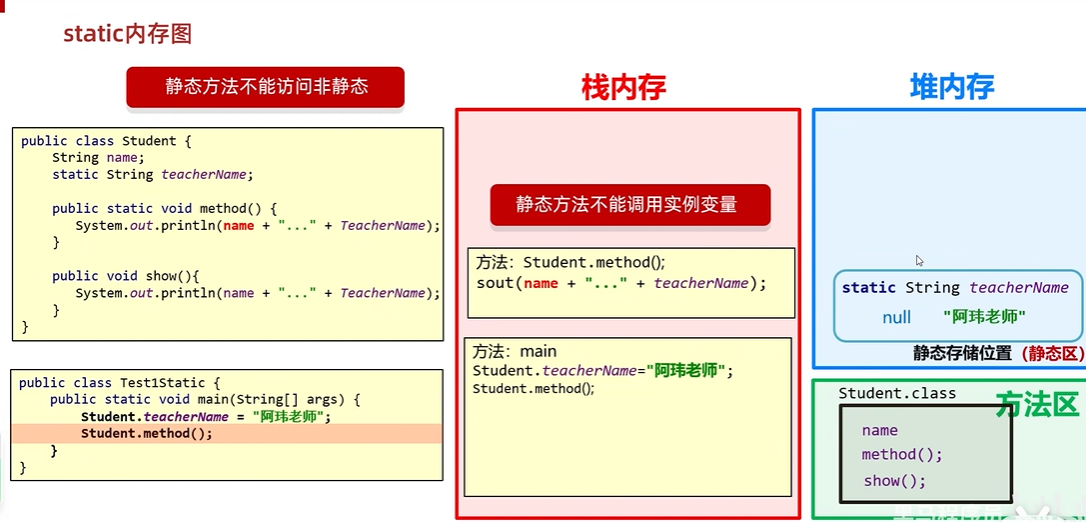 static内存图
静态方法不能访问非静态
public class Student {
String name;
static String teacherName;
public static void method() {
System.out.println(name + "..." + TeacherName);
}
public void show(){
System.out.println(name + "..." + TeacherName);
}
}
public class Test1Static {
public static void main(String[] args) {
Student.teacherName = "阿玮老师";
Student.method();
}
}
栈内存
静态方法不能调用实例变量
方法：Student.method();
sout(name + "..." + teacherName);
方法：main
Student.teacherName="阿玮老师";
Student.method();
堆内存
static String teacherName
null "阿玮老师"
静态存储位置（静态区）
Student.class
方法区
name
method();
show();